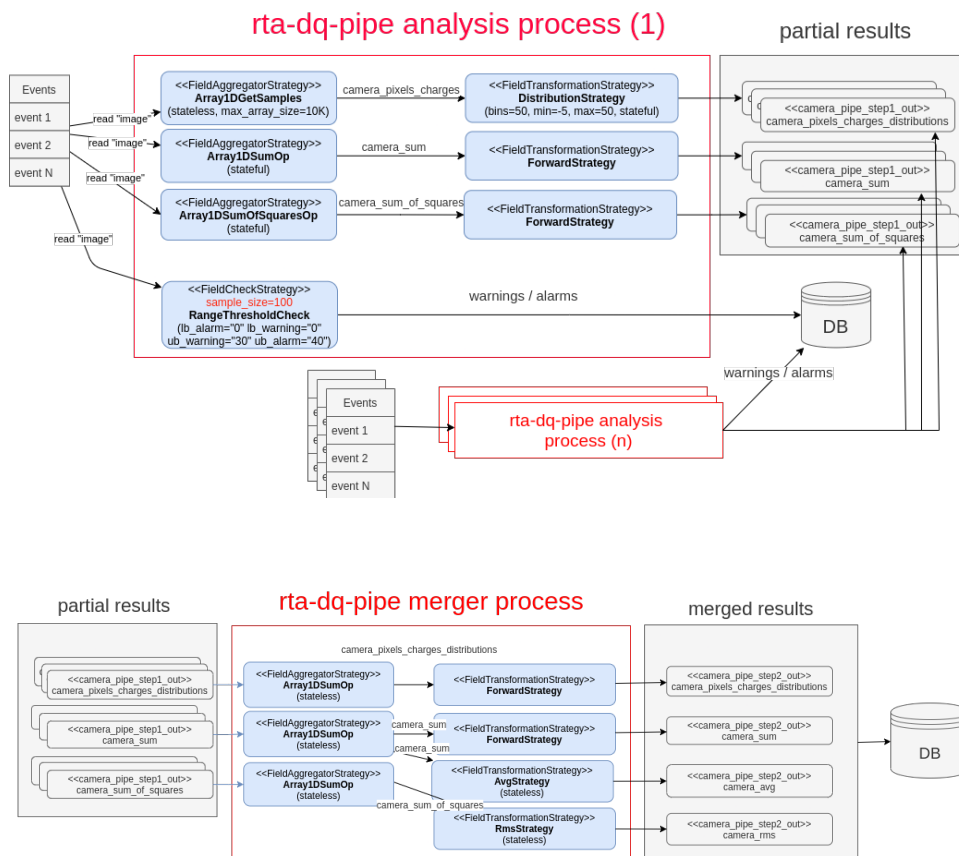 rta-dq-pipe analysis process (1)
partial results
Events
event 1
event 2
event N
read "image"
read "image"
read "image"
read "image"
<<FieldAggregatorStrategy>>
Array1DGetSamples
(stateless, max_array_size=10K)
camera_pixels_charges
<<FieldTransformationStrategy>>
DistributionStrategy
(bins=50, min=-5, max=50, stateful)
<<camera_pipe_step1_out>>
camera_pixels_charges_distributions
<<FieldAggregatorStrategy>>
Array1DSumOp
(stateful)
camera_sum
<<FieldTransformationStrategy>>
ForwardStrategy
<<camera_pipe_step1_out>>
camera_sum
<<FieldAggregatorStrategy>>
Array1DSumOfSquaresOp
(stateful)
camera_sum_of_squares
<<FieldTransformationStrategy>>
ForwardStrategy
<<camera_pipe_step1_out>>
camera_sum_of_squares
<<FieldCheckStrategy>>
sample_size=100
RangeThresholdCheck
(lb_alarm="0" lb_warning="0"
ub_warning="30" ub_alarm="40")
warnings / alarms
DB
warnings / alarms
Events
event 1
event 2
event N
rta-dq-pipe analysis
process (n)
partial results
rta-dq-pipe merger process
merged results
<<camera_pipe_step1_out>>
camera_pixels_charges_distributions
<<camera_pipe_step1_out>>
camera_sum
<<camera_pipe_step1_out>>
camera_sum_of_squares
camera_pixels_charges_distributions
<<FieldAggregatorStrategy>>
Array1DSumOp
(stateless)
<<FieldTransformationStrategy>>
ForwardStrategy
<<camera_pipe_step2_out>>
camera_pixels_charges_distributions
<<FieldAggregatorStrategy>>
Array1DSumOp
(stateless)
camera_sum
camera_sum
<<FieldTransformationStrategy>>
ForwardStrategy
<<camera_pipe_step2_out>>
camera_sum
<<FieldAggregatorStrategy>>
Array1DSumOp
(stateless)
camera_sum_of_squares
<<FieldTransformationStrategy>>
AvgStrategy
(stateless)
<<camera_pipe_step2_out>>
camera_avg
<<FieldTransformationStrategy>>
RmsStrategy
(stateless)
<<camera_pipe_step2_out>>
camera_rms
DB